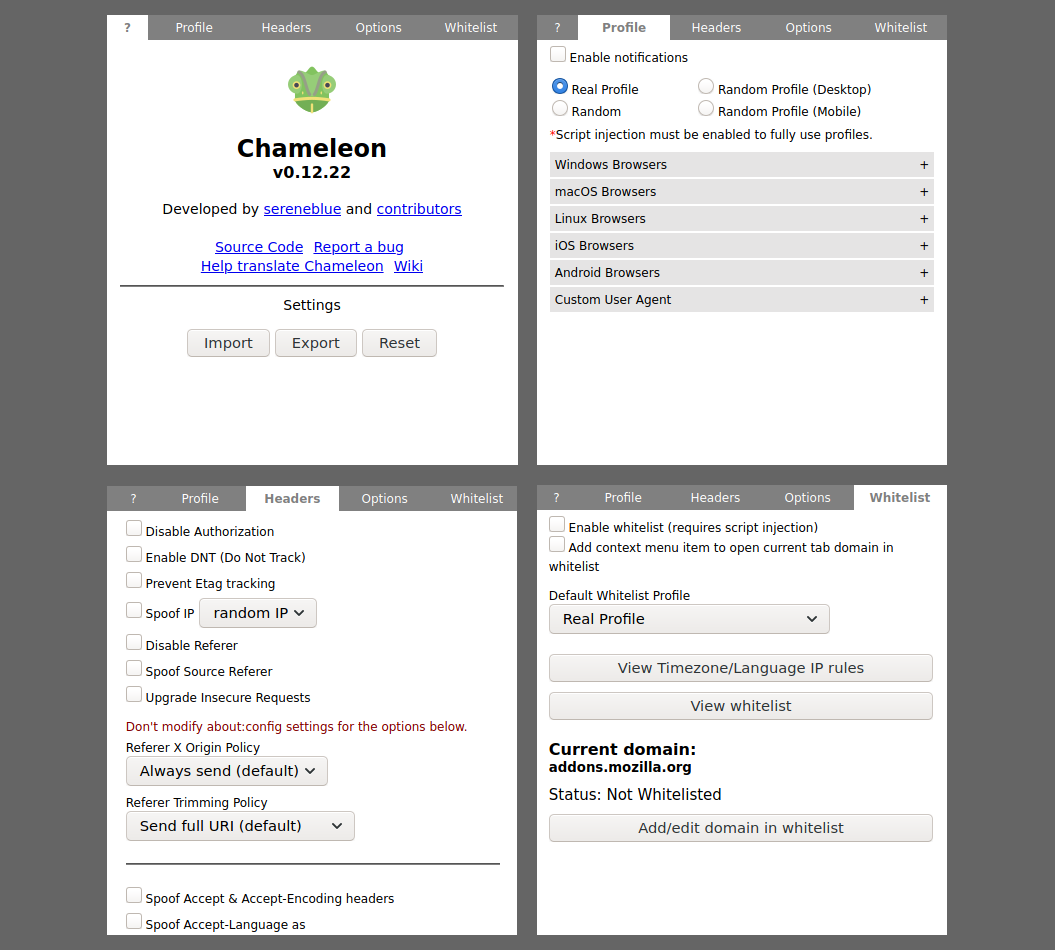 ? Profile Headers Options Whitelist
Chameleon
v0.12.22
Developed by sereneblue and contributors
Source Code Report a bug
Help translate Chameleon Wiki
Settings
Import Export Reset
? Profile Headers Options Whitelist
Enable notifications
Real Profile Random Profile (Desktop)
Random Random Profile (Mobile)
*Script injection must be enabled to fully use profiles.
Windows Browsers +
macOS Browsers +
Linux Browsers +
iOS Browsers +
Android Browsers +
Custom User Agent +
? Profile Headers Options Whitelist
Disable Authorization
Enable DNT (Do Not Track)
Prevent Etag tracking
Spoof IP random IP
Disable Referer
Spoof Source Referer
Upgrade Insecure Requests
Don't modify about:config settings for the options below.
Referer X Origin Policy
Always send (default)
Referer Trimming Policy
Send full URI (default)
Spoof Accept & Accept-Encoding headers
Spoof Accept-Language as
? Profile Headers Options Whitelist
Enable whitelist (requires script injection)
Add context menu item to open current tab domain in
whitelist
Default Whitelist Profile
Real Profile
View Timezone/Language IP rules
View whitelist
Current domain:
addons.mozilla.org
Status: Not Whitelisted
Add/edit domain in whitelist